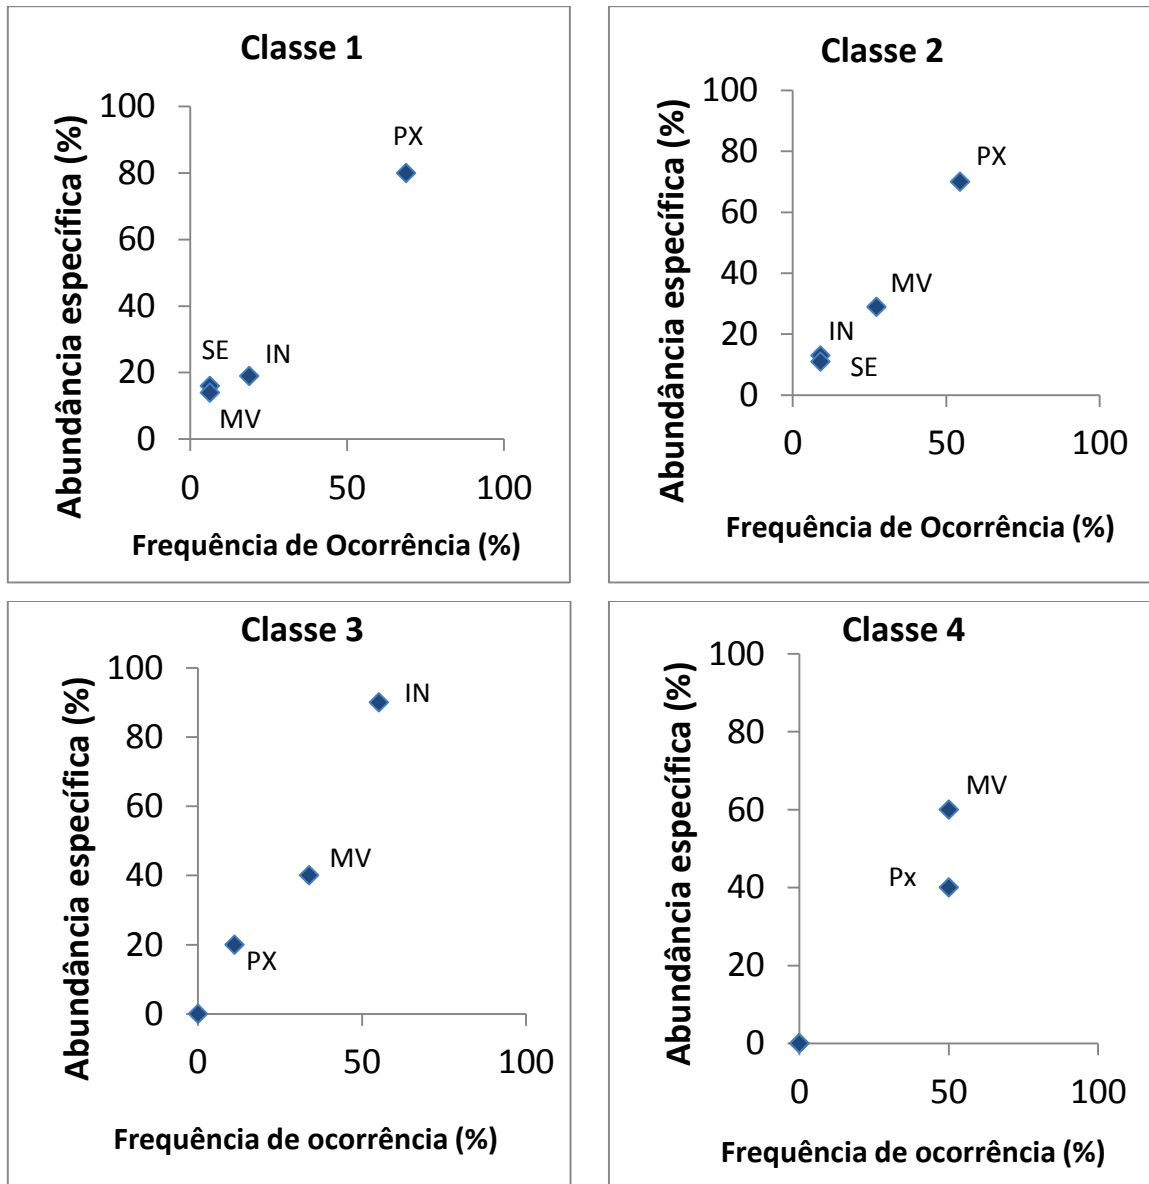 Classe 1
Abundância específica (%)
100
80
60
40
20
0
PX
SE
IN
MV
0 50 100
Frequência de Ocorrência (%)
Classe 2
Abundância específica (%)
100
80
60
40
20
0
PX
MV
IN
SE
0 50 100
Frequência de Ocorrência (%)
Classe 3
Abundância específica (%)
100
80
60
40
20
0
IN
MV
PX
0 50 100
Frequência de ocorrência (%)
Classe 4
Abundância específica (%)
100
80
60
40
20
0
MV
Px
0 50 100
Frequência de ocorrência (%)